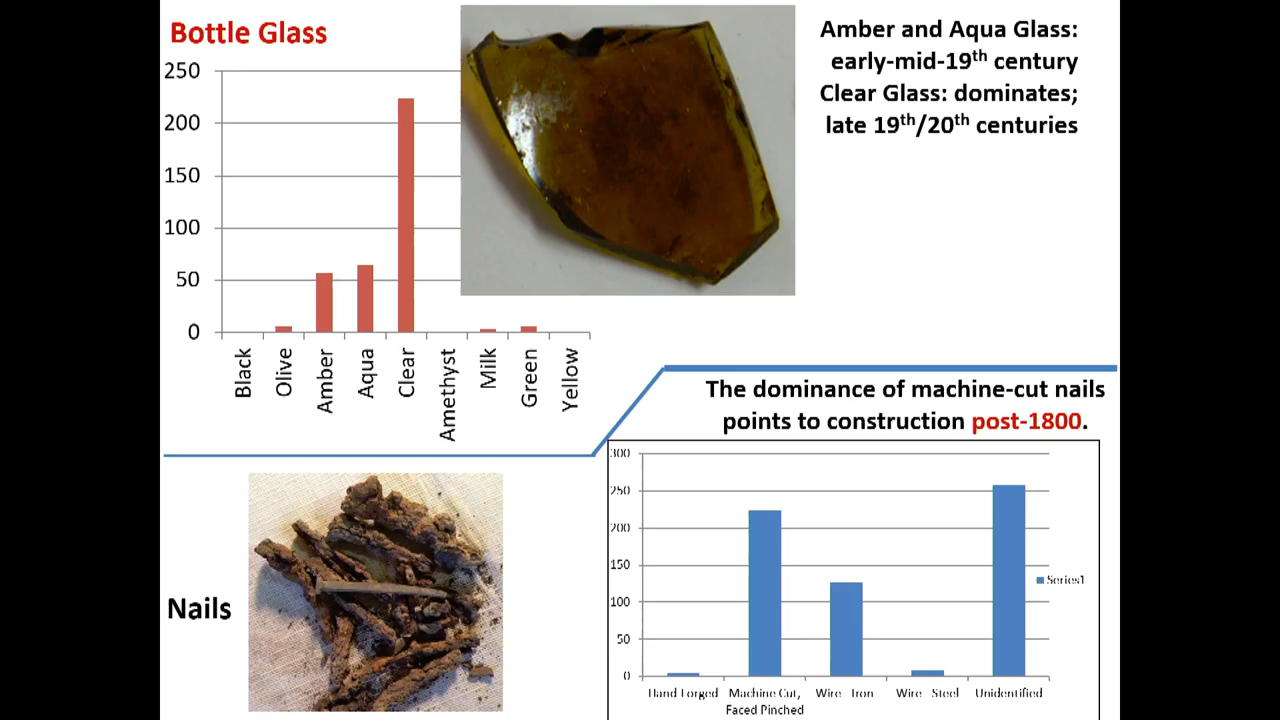 Bottle Glass
250
200
150
100
50
0
Black
Olive
Amber
Aqua
Clear
Amethyst
Milk
Green
Yellow
Amber and Aqua Glass:
early-mid-19th century
Clear Glass: dominates;
late 19th/20th centuries
The dominance of machine-cut nails
points to construction post-1800.
Nails
300
250
200
150
100
50
0
Hand Forged
Machine Cut,
Faced Pinched
Wire Iron
Wire Steel
Unidentified
Series1